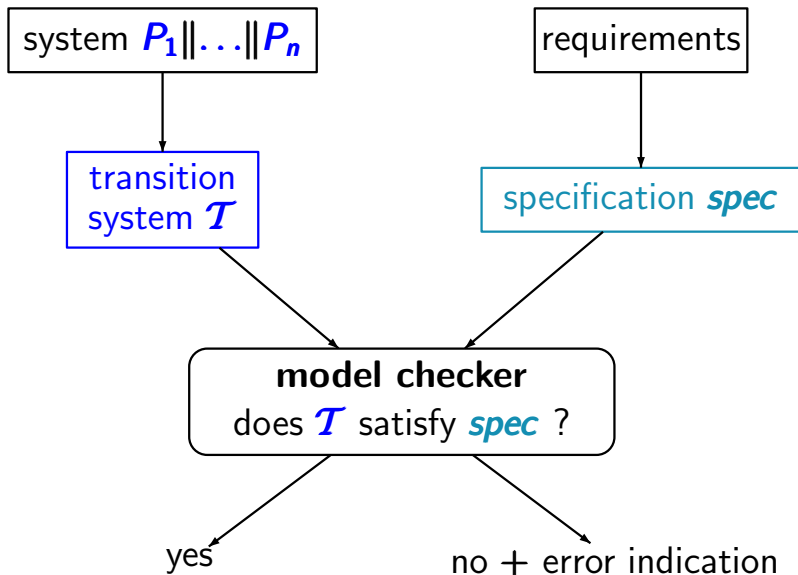 system P₁‖...‖Pₙ
requirements
transition
system 𝒯
specification spec
model checker
does 𝒯 satisfy spec ?
yes
no + error indication